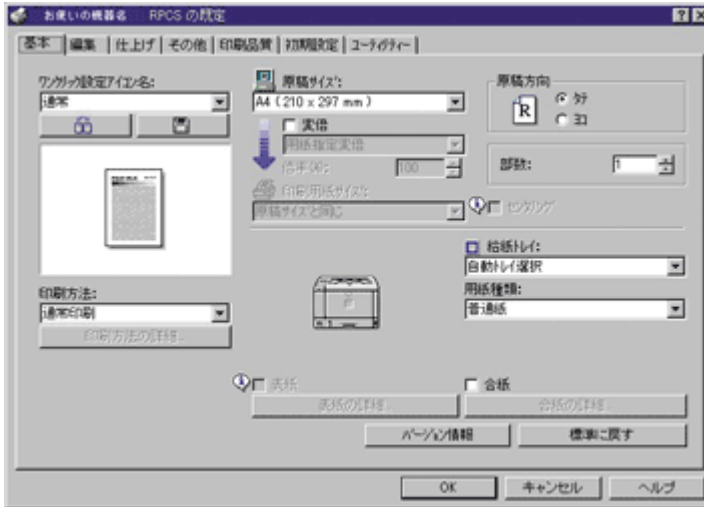 お使いの機器名 RPCS の既定
基本 編集 仕上げ その他 印刷品質 初期設定 ユーティリティー
ワンクリック設定アイコン名:
通常
印刷方法:
通常印刷
印刷方法の詳細...
原稿サイズ:
A4 (210 x 297 mm)
変倍
用紙指定変倍
倍率(%): 100
印刷用紙サイズ:
原稿サイズと同じ
センタリング
原稿方向
R
タテ
ヨコ
部数: 1
給紙トレイ:
自動トレイ選択
用紙種類:
普通紙
表紙
表紙の詳細...
合紙
合紙の詳細...
バージョン情報
標準に戻す
OK
キャンセル
ヘルプ